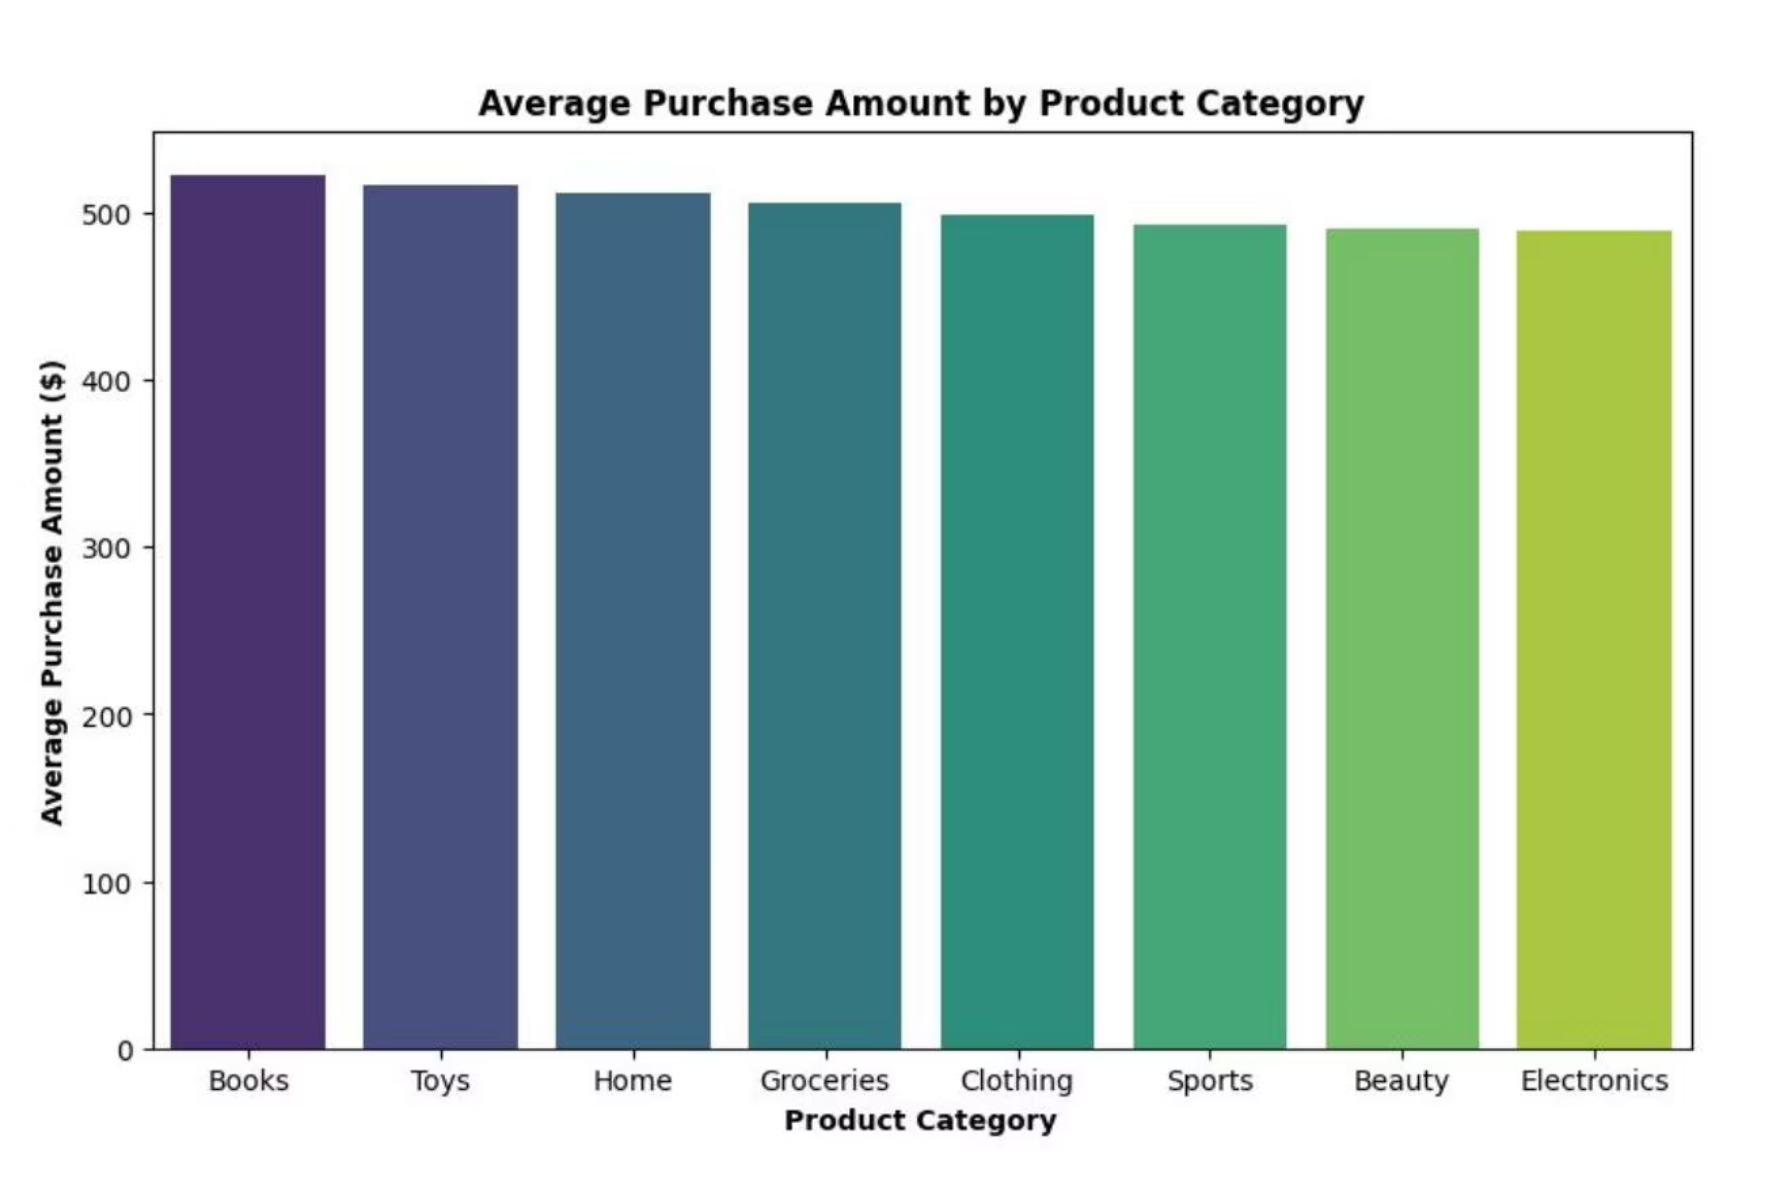 Average Purchase Amount by Product Category
Average Purchase Amount ($)
500
400
300
200
100
0
Books Toys Home Groceries Clothing Sports Beauty Electronics
Product Category